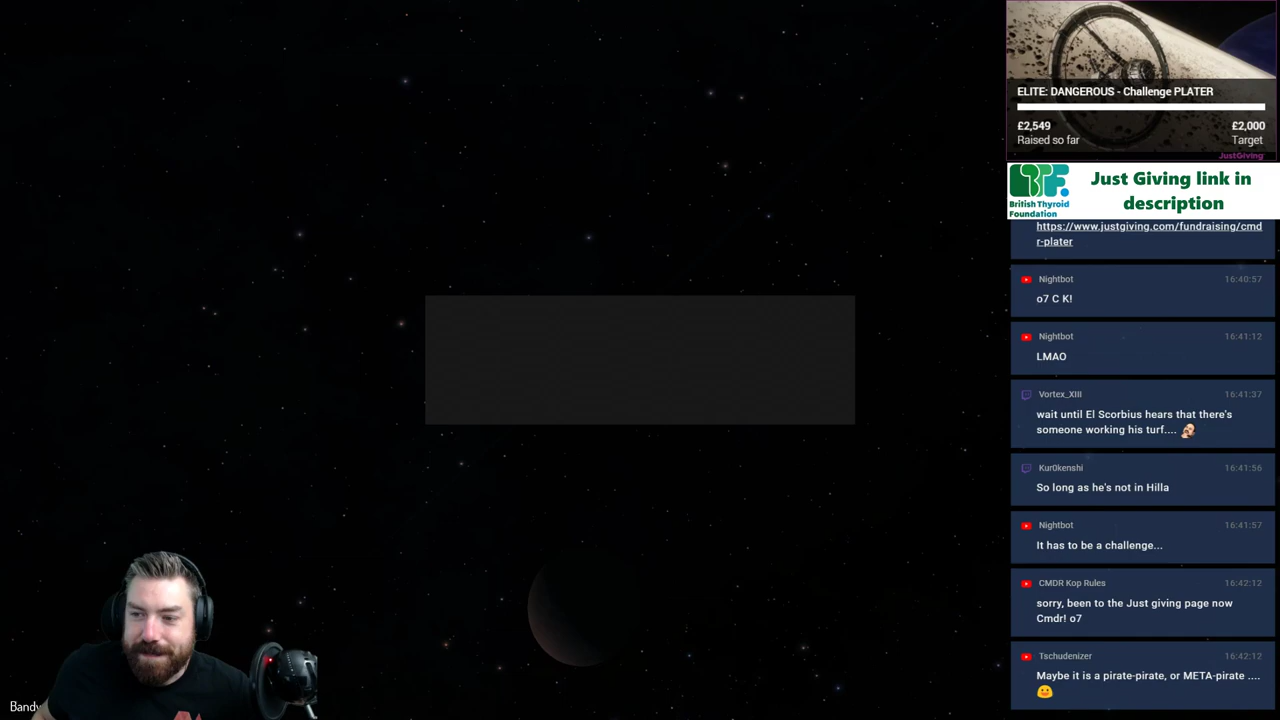 ELITE: DANGEROUS - Challenge PLATER
£2,549 £2,000
Raised so far Target
JustGiving
BTF
British Thyroid
Foundation
Just Giving link in
description
https://www.justgiving.com/fundraising/cmd
r-plater
Nightbot 16:40:57
o7 C K!
Nightbot 16:41:12
LMAO
Vortex_XIII 16:41:37
wait until El Scorbius hears that there's
someone working his turf....
Kur0kenshi 16:41:56
So long as he's not in Hilla
Nightbot 16:41:57
It has to be a challenge...
CMDR Kop Rules 16:42:12
sorry, been to the Just giving page now
Cmdr! o7
Tschudenizer 16:42:12
Maybe it is a pirate-pirate, or META-pirate ....
Bandy